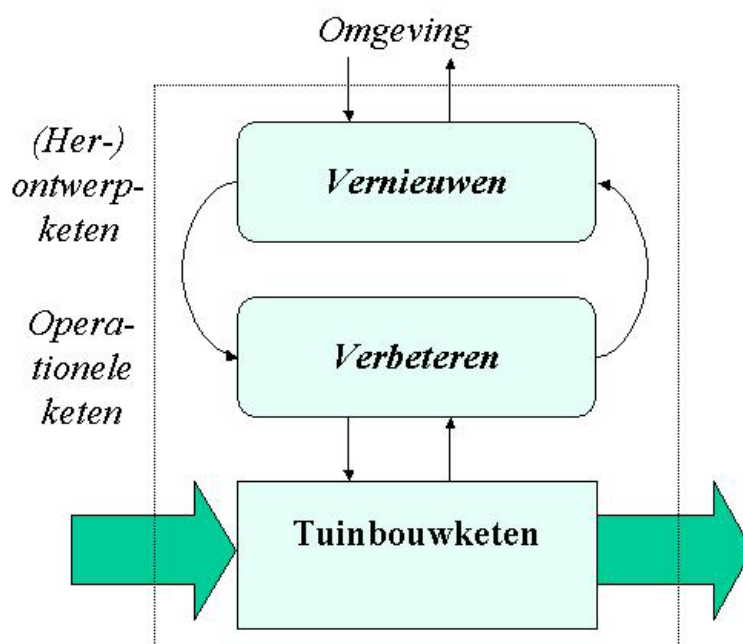 Omgeving
(Her-)
ontwerp-
keten
Vernieuwen
Opera-
tionele
keten
Verbeteren
Tuinbouwketen